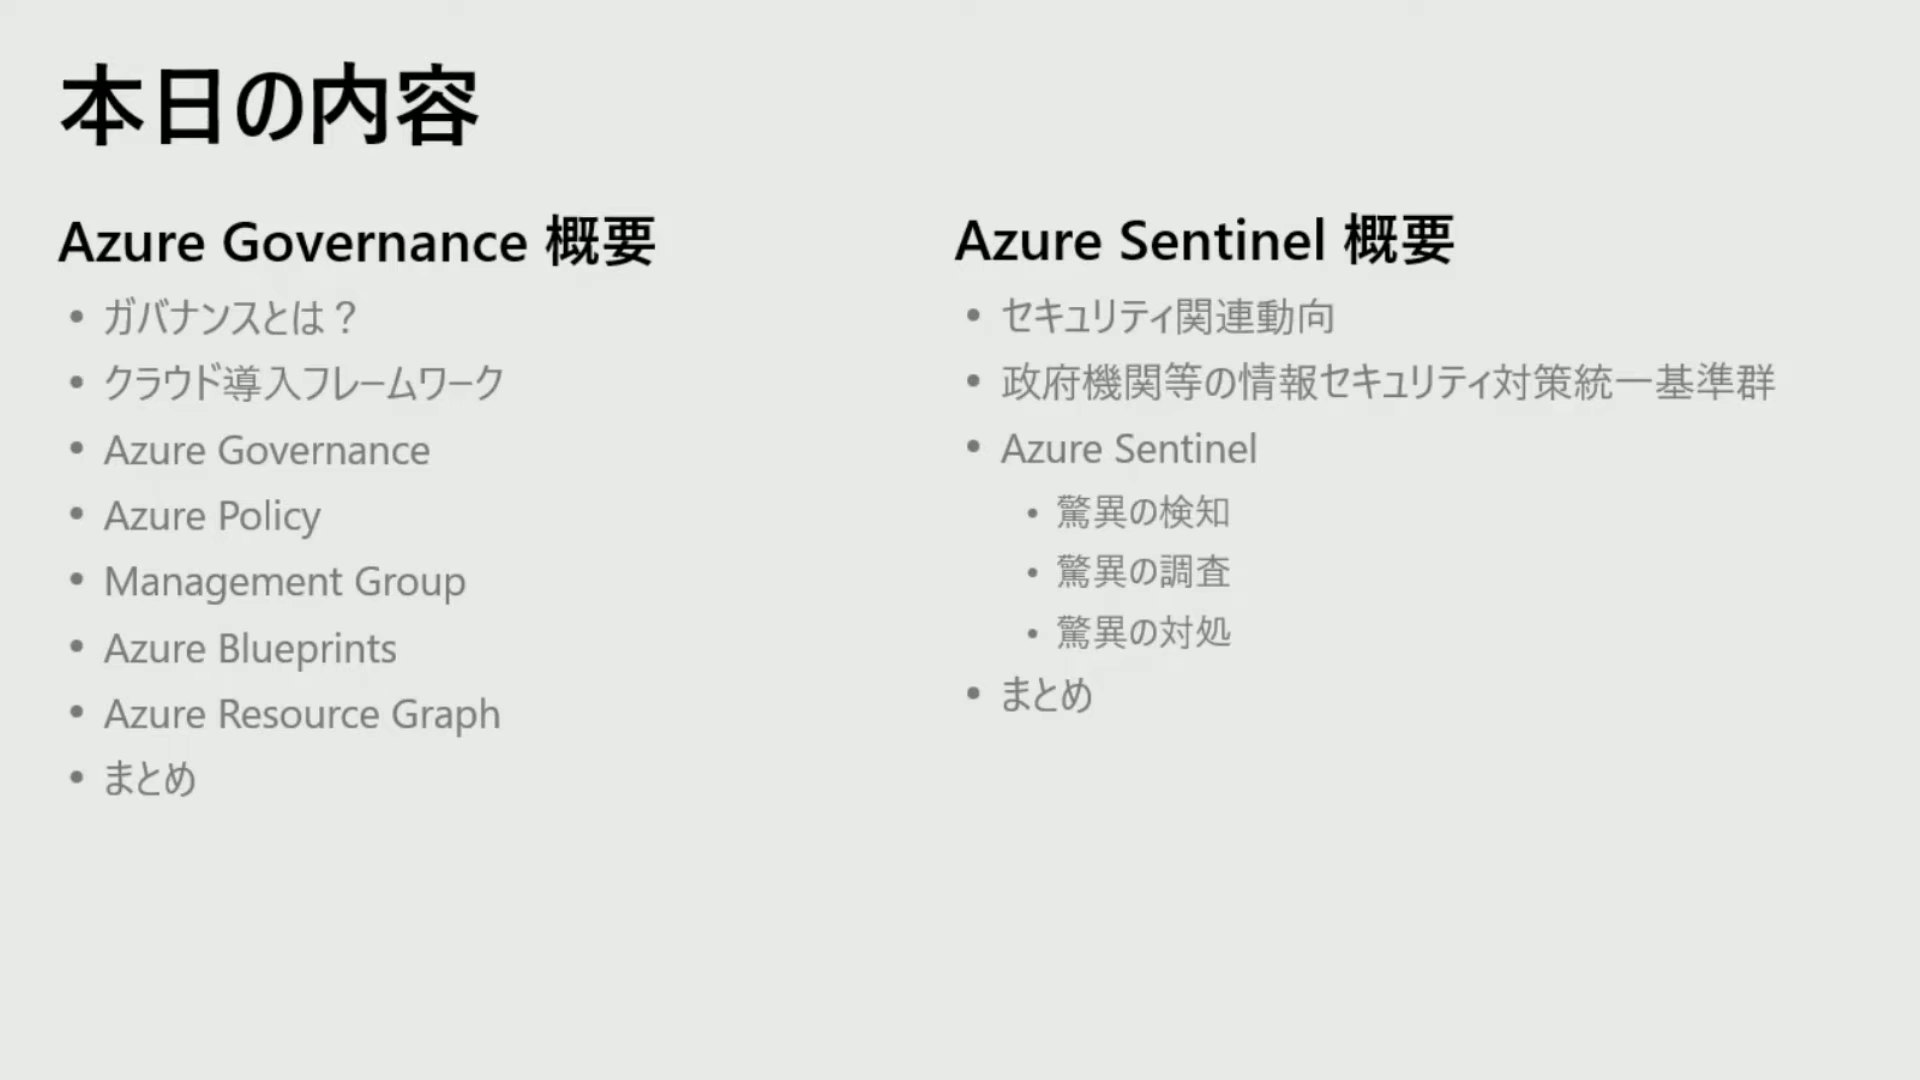 本日の内容
Azure Governance 概要
• ガバナンスとは？
• クラウド導入フレームワーク
• Azure Governance
• Azure Policy
• Management Group
• Azure Blueprints
• Azure Resource Graph
• まとめ
Azure Sentinel 概要
• セキュリティ関連動向
• 政府機関等の情報セキュリティ対策統一基準群
• Azure Sentinel
• 驚異の検知
• 驚異の調査
• 驚異の対処
• まとめ